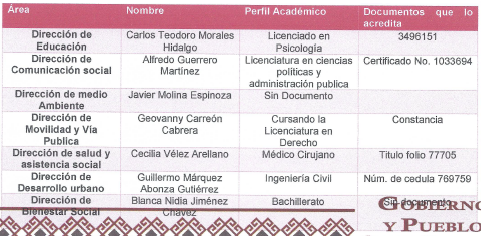 Área Nombre Perfil Académico Documentos que lo
acredita
Dirección de Carlos Teodoro Morales Licenciado en 3496151
Educación Hidalgo Psicología
Dirección de Alfredo Guerrero Licenciatura en ciencias Certificado No. 1033694
Comunicación social Martínez políticas y
administración publica
Dirección de medio Javier Molina Espinoza Sin Documento
Ambiente
Dirección de Geovanny Carreón Cursando la Constancia
Movilidad y Vía Cabrera Licenciatura en
Publica Derecho
Dirección de salud y Cecilia Vélez Arellano Médico Cirujano Titulo folio 77705
asistencia social
Dirección de Guillermo Márquez Ingeniería Civil Núm. de cedula 769759
Desarrollo urbano Abonza Gutiérrez
Dirección de Blanca Nidia Jiménez Bachillerato Sin documento
Bienestar Social Chávez
GOBIERNO
Y PUEBLO